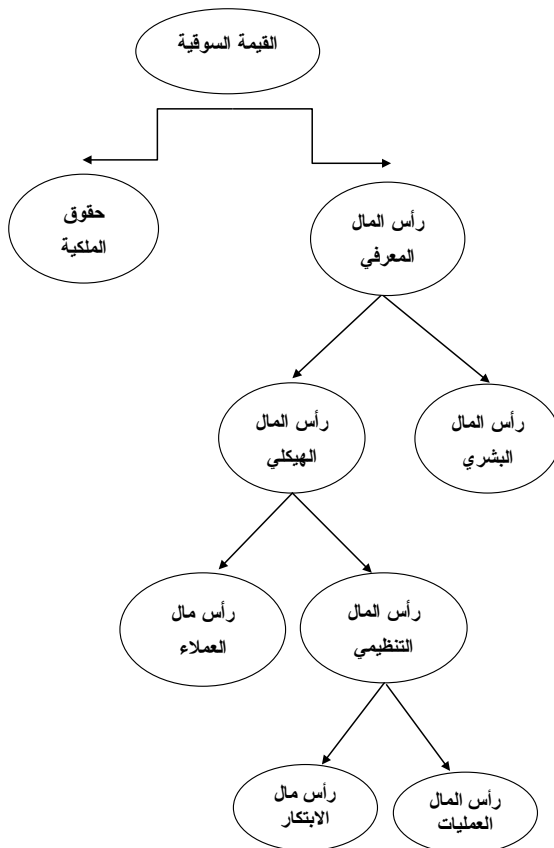 القيمة السوقية
حقوق
الملكية
رأس المال
المعرفي
رأس المال
الهيكلي
رأس المال
البشري
رأس مال
العملاء
رأس المال
التنظيمي
رأس مال
الابتكار
رأس المال
العمليات